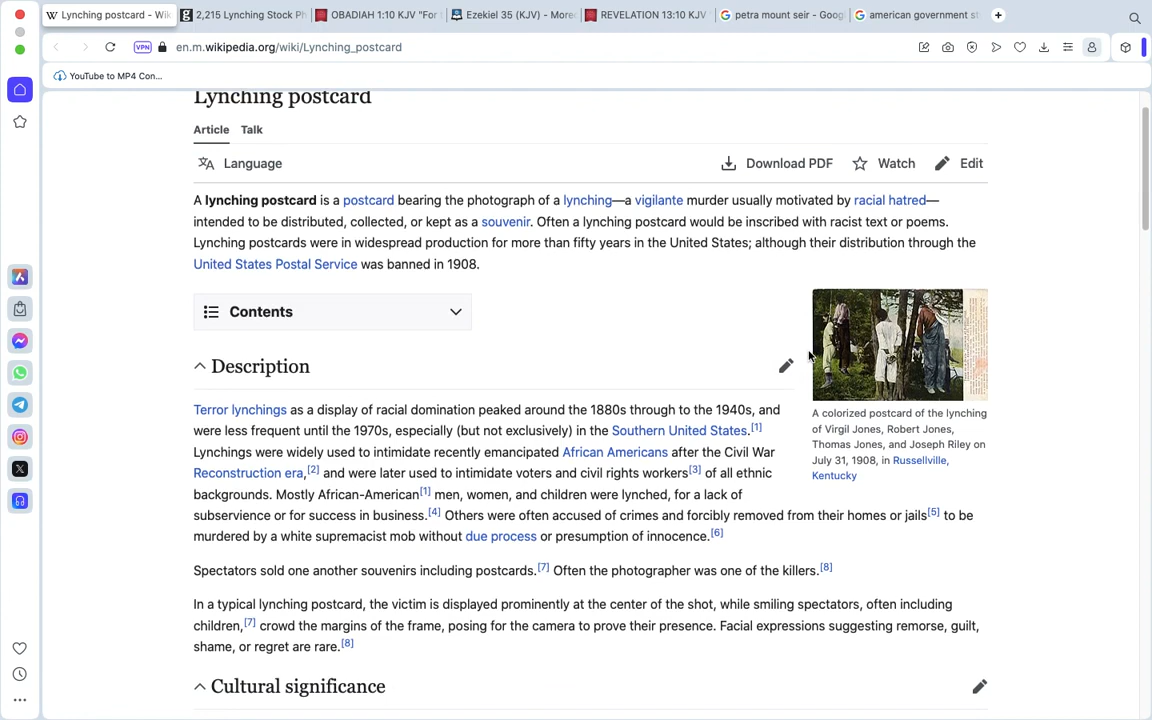 Lynching postcard - Wik
2,215 Lynching Stock Ph
OBADIAH 1:10 KJV "For
Ezekiel 35 (KJV) - More
REVELATION 13:10 KJV
petra mount seir - Goog
american government st
VPN
en.m.wikipedia.org/wiki/Lynching_postcard
YouTube to MP4 Con...
Lynching postcard
Article Talk
Language
Download PDF Watch Edit
A lynching postcard is a postcard bearing the photograph of a lynching—a vigilante murder usually motivated by racial hatred—
intended to be distributed, collected, or kept as a souvenir. Often a lynching postcard would be inscribed with racist text or poems.
Lynching postcards were in widespread production for more than fifty years in the United States; although their distribution through the
United States Postal Service was banned in 1908.
Contents
Description
Terror lynchings as a display of racial domination peaked around the 1880s through to the 1940s, and
were less frequent until the 1970s, especially (but not exclusively) in the Southern United States.[1]
Lynchings were widely used to intimidate recently emancipated African Americans after the Civil War
Reconstruction era,[2] and were later used to intimidate voters and civil rights workers[3] of all ethnic
backgrounds. Mostly African-American[1] men, women, and children were lynched, for a lack of
subservience or for success in business.[4] Others were often accused of crimes and forcibly removed from their homes or jails[5] to be
murdered by a white supremacist mob without due process or presumption of innocence.[6]
A colorized postcard of the lynching
of Virgil Jones, Robert Jones,
Thomas Jones, and Joseph Riley on
July 31, 1908, in Russellville,
Kentucky
Spectators sold one another souvenirs including postcards.[7] Often the photographer was one of the killers.[8]
In a typical lynching postcard, the victim is displayed prominently at the center of the shot, while smiling spectators, often including
children,[7] crowd the margins of the frame, posing for the camera to prove their presence. Facial expressions suggesting remorse, guilt,
shame, or regret are rare.[8]
Cultural significance